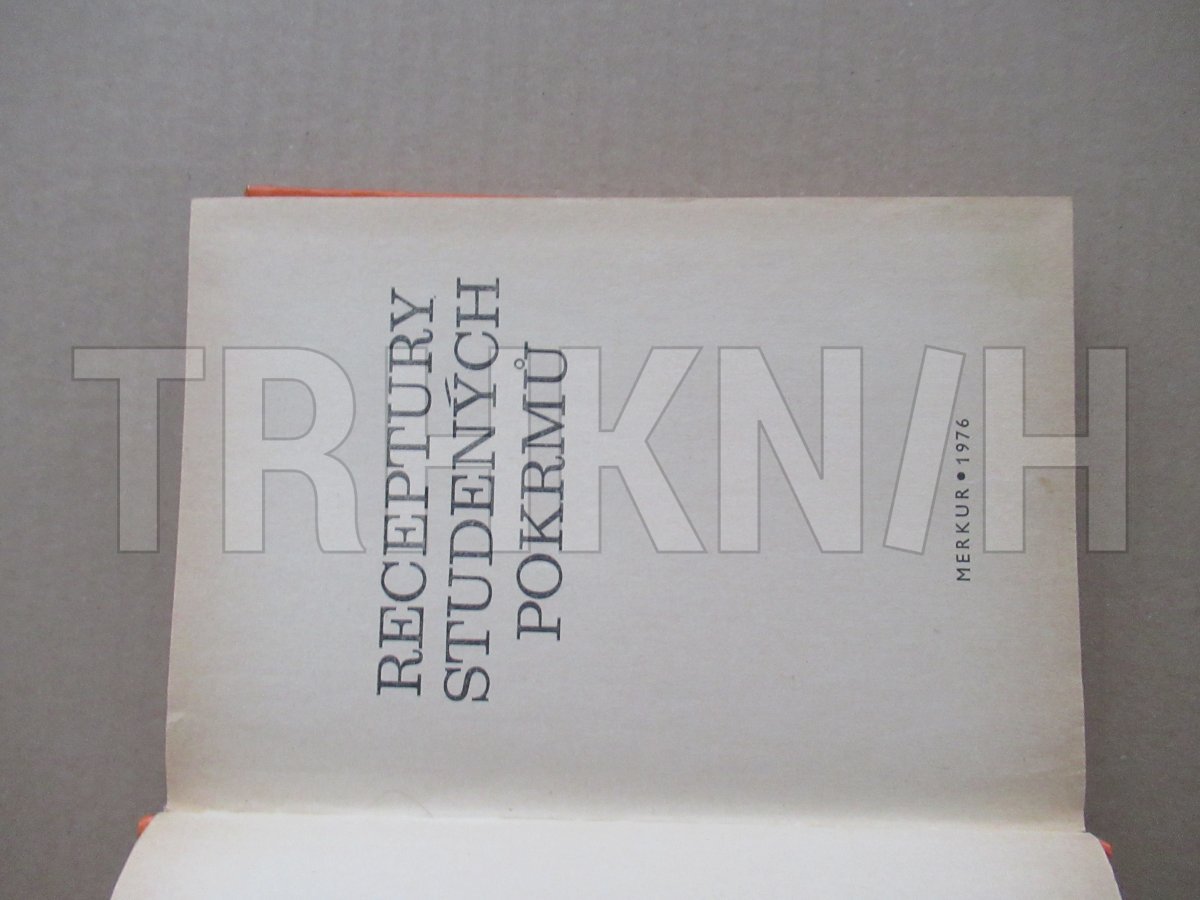 RECEPTURY
STUDENÝCH
POKRMŮ
MERKUR • 1976
TRHKNIH